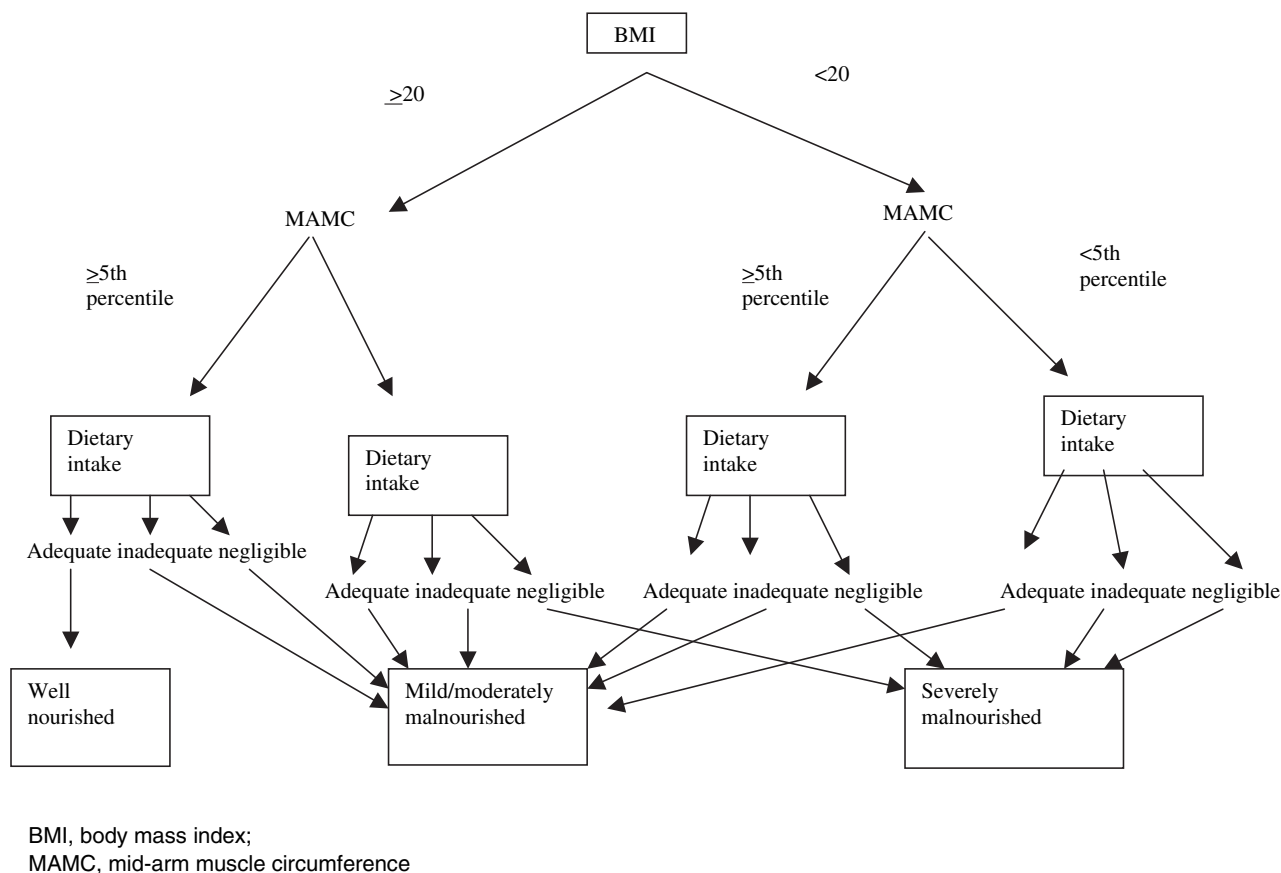 BMI
≥20
<20
MAMC
MAMC
≥5th
percentile
≥5th
percentile
<5th
percentile
Dietary
intake
Dietary
intake
Dietary
intake
Dietary
intake
Adequate inadequate negligible
Adequate inadequate negligible
Adequate inadequate negligible
Adequate inadequate negligible
Well
nourished
Mild/moderately
malnourished
Severely
malnourished
BMI, body mass index;
MAMC, mid-arm muscle circumference